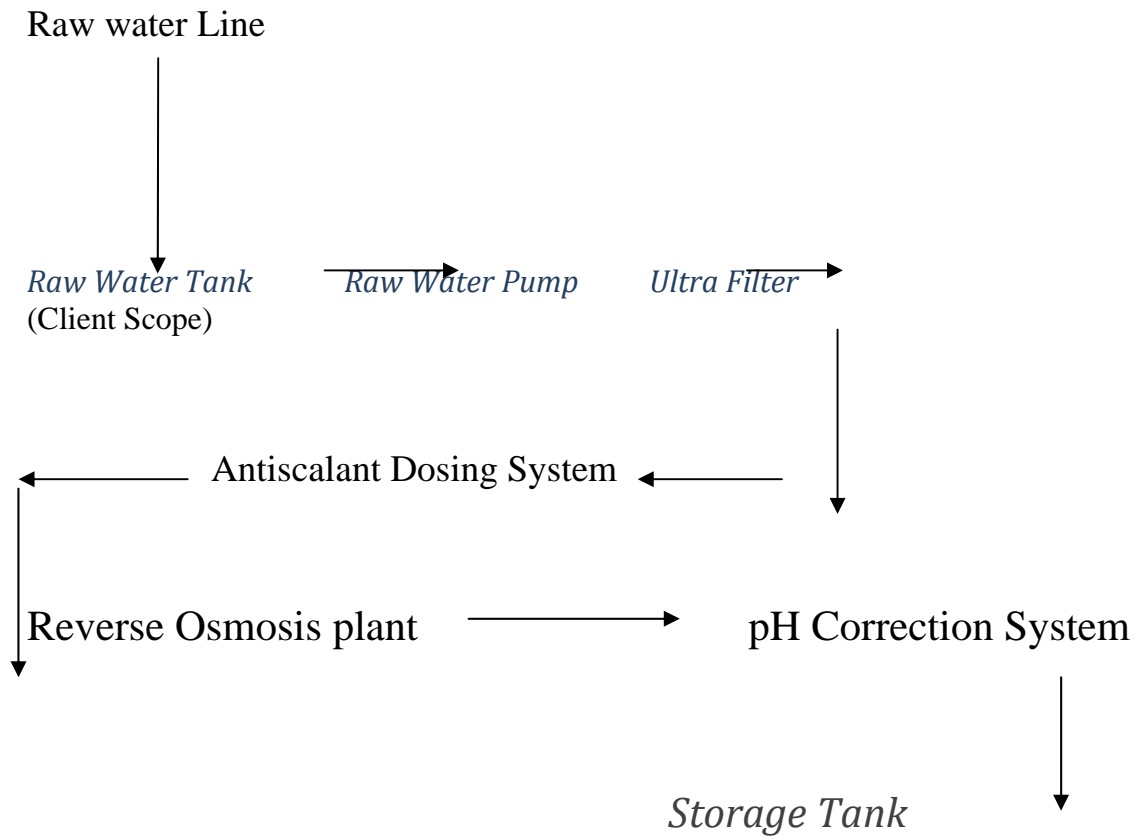 Raw water Line
Raw Water Tank Raw Water Pump Ultra Filter
(Client Scope)
Antiscalant Dosing System
Reverse Osmosis plant pH Correction System
Storage Tank